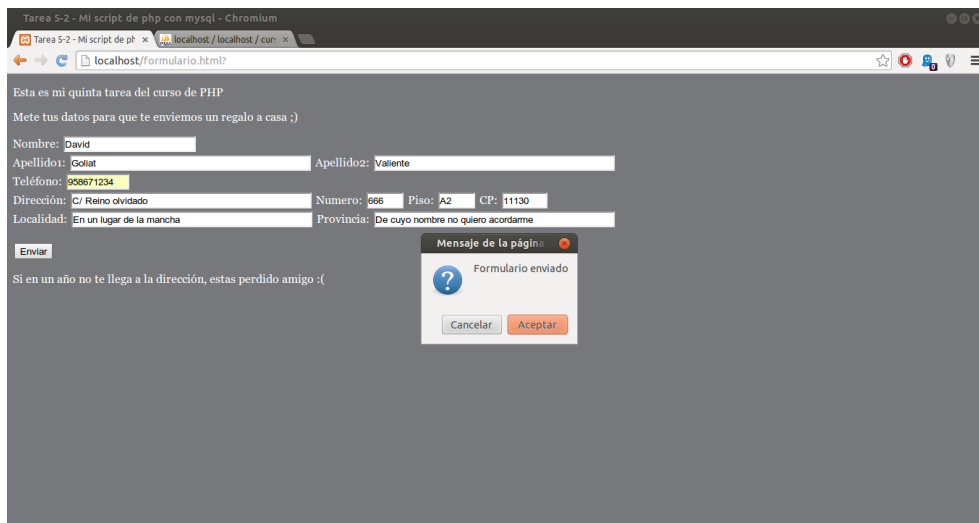 Tarea 5-2 - Mi script de php con mysql - Chromium
Tarea 5-2 - Mi script de ph
localhost / localhost / cur
localhost/formulario.html?
Esta es mi quinta tarea del curso de PHP
Mete tus datos para que te enviemos un regalo a casa ;)
Nombre: David
Apellido1: Goliat Apellido2: Valiente
Teléfono: 958671234
Dirección: C/ Reino olvidado Numero: 666 Piso: A2 CP: 11130
Localidad: En un lugar de la mancha Provincia: De cuyo nombre no quiero acordarme
Enviar
Si en un año no te llega a la dirección, estas perdido amigo :(
Mensaje de la página
Formulario enviado
Cancelar Aceptar